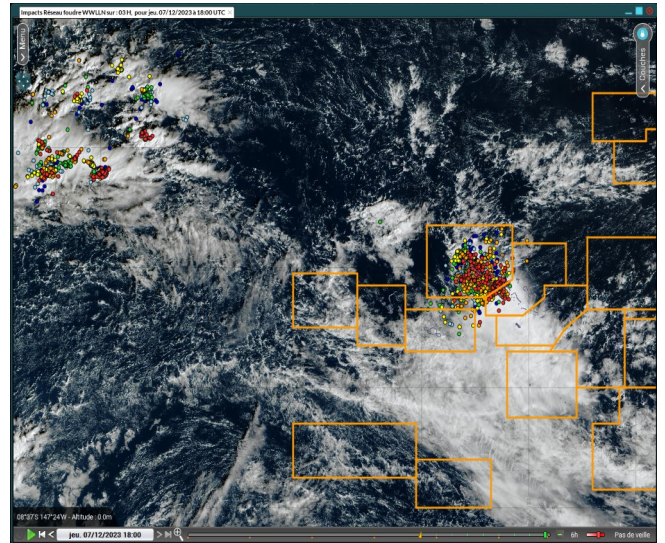 Impacts Réseau foudre WWLLN sur : 03 H, pour jeu. 07/12/2023 à 18:00 UTC ×
Menu
Couches
08°37'S 147°24'W - Altitude : 0.0m
jeu. 07/12/2023 18:00
6h
Pas de veille